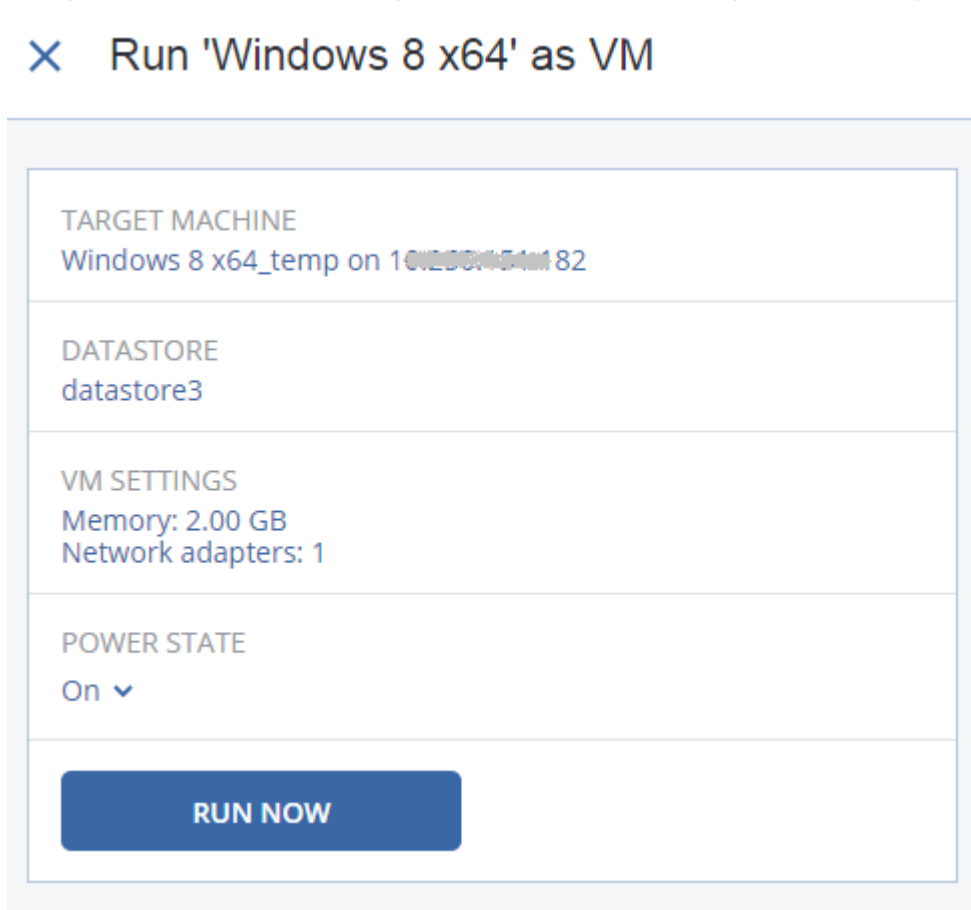 Run 'Windows 8 x64' as VM
TARGET MACHINE
Windows 8 x64_temp on
DATASTORE
datastore3
VM SETTINGS
Memory: 2.00 GB
Network adapters: 1
POWER STATE
On
RUN NOW